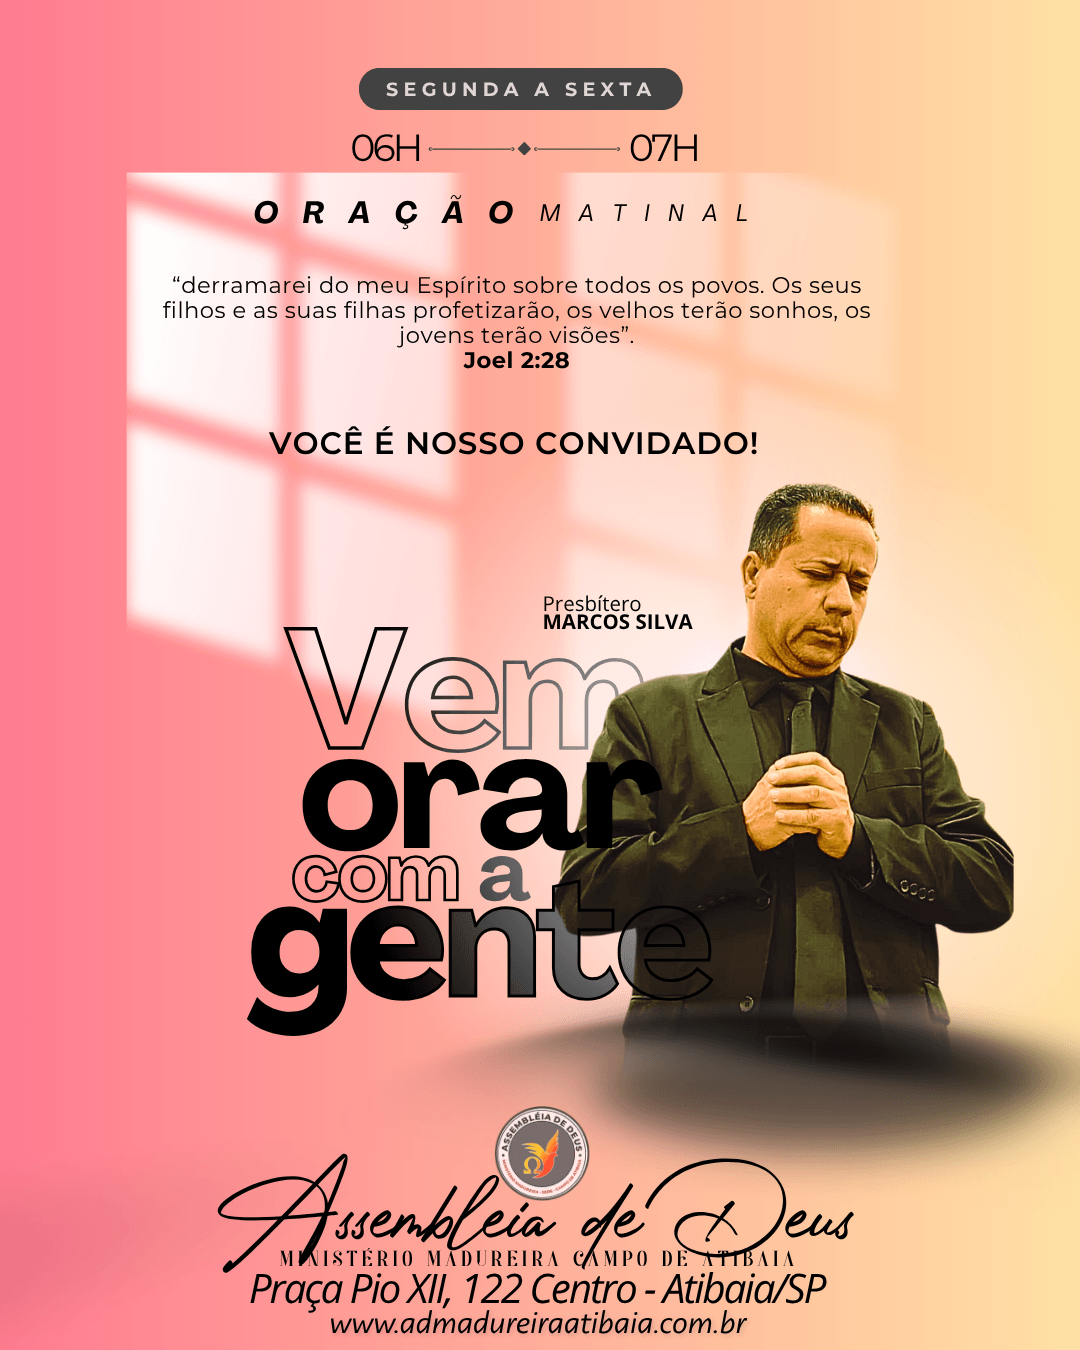 SEGUNDA A SEXTA
06H 07H
ORAÇÃO MATINAL
“derramarei do meu Espírito sobre todos os povos. Os seus
filhos e as suas filhas profetizarão, os velhos terão sonhos, os
jovens terão visões”.
Joel 2:28
VOCÊ É NOSSO CONVIDADO!
Presbítero
MARCOS SILVA
Vem
orar
com a
gente
ASSEMBLÉIA DE DEUS
Assembleia de Deus
MINISTÉRIO MADUREIRA CAMPO DE ATIBAIA
Praça Pio XII, 122 Centro - Atibaia/SP
www.admadureiraatibaia.com.br